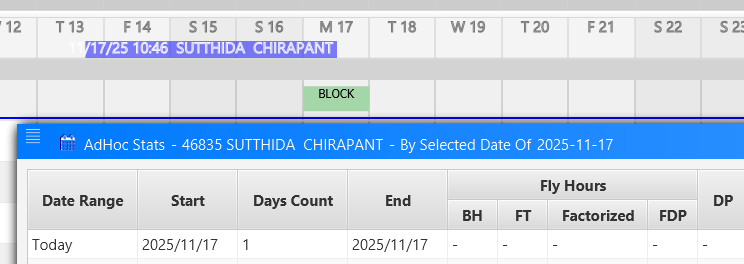 12 T 13 F 14 S 15 S 16 M 17 T 18 W 19 T 20 F 21 S 22 S 23
11/17/25 10:46 SUTTHIDA CHIRAPANT
BLOCK
AdHoc Stats - 46835 SUTTHIDA CHIRAPANT - By Selected Date Of 2025-11-17
Date Range Start Days Count End Fly Hours DP
BH FT Factorized FDP
Today 2025/11/17 1 2025/11/17 - - - - -